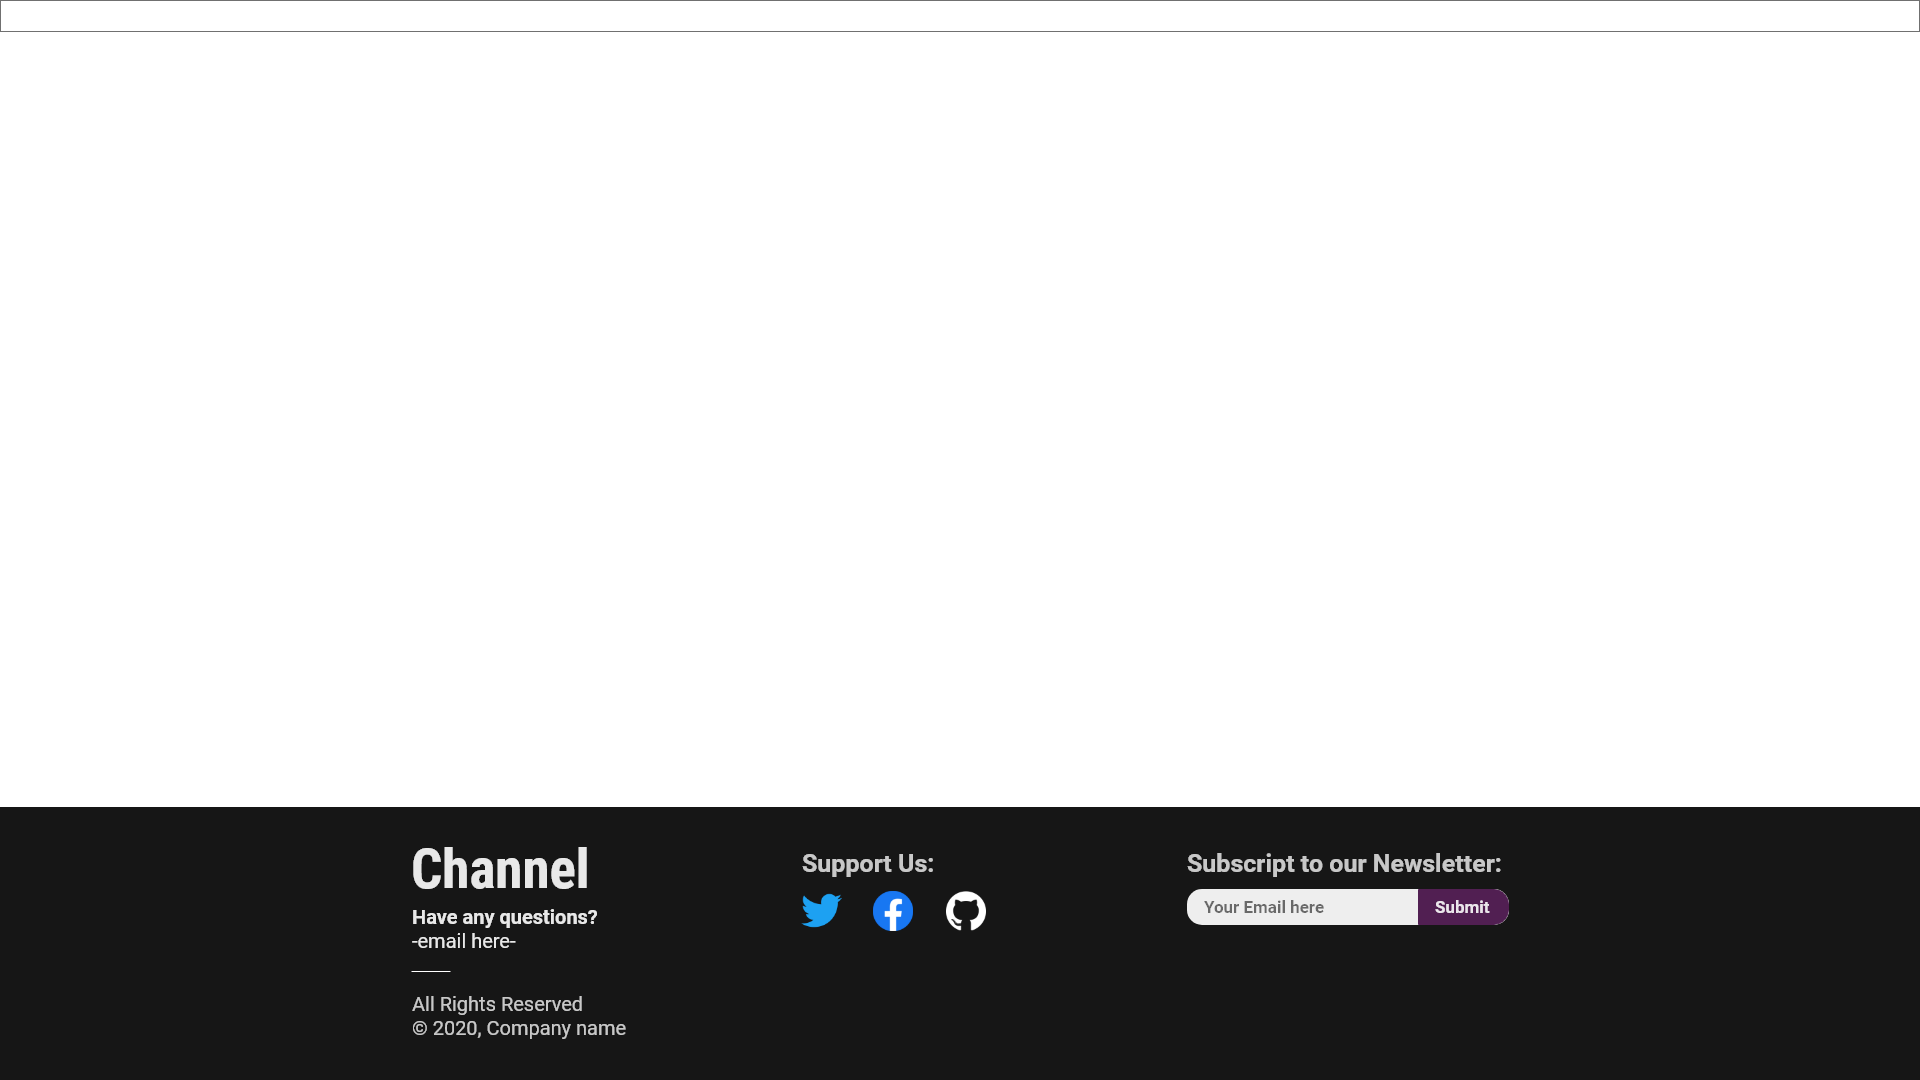 Channel
Have any questions?
-email here-
All Rights Reserved
© 2020, Company name
Support Us:
Subscript to our Newsletter:
Your Email here
Submit